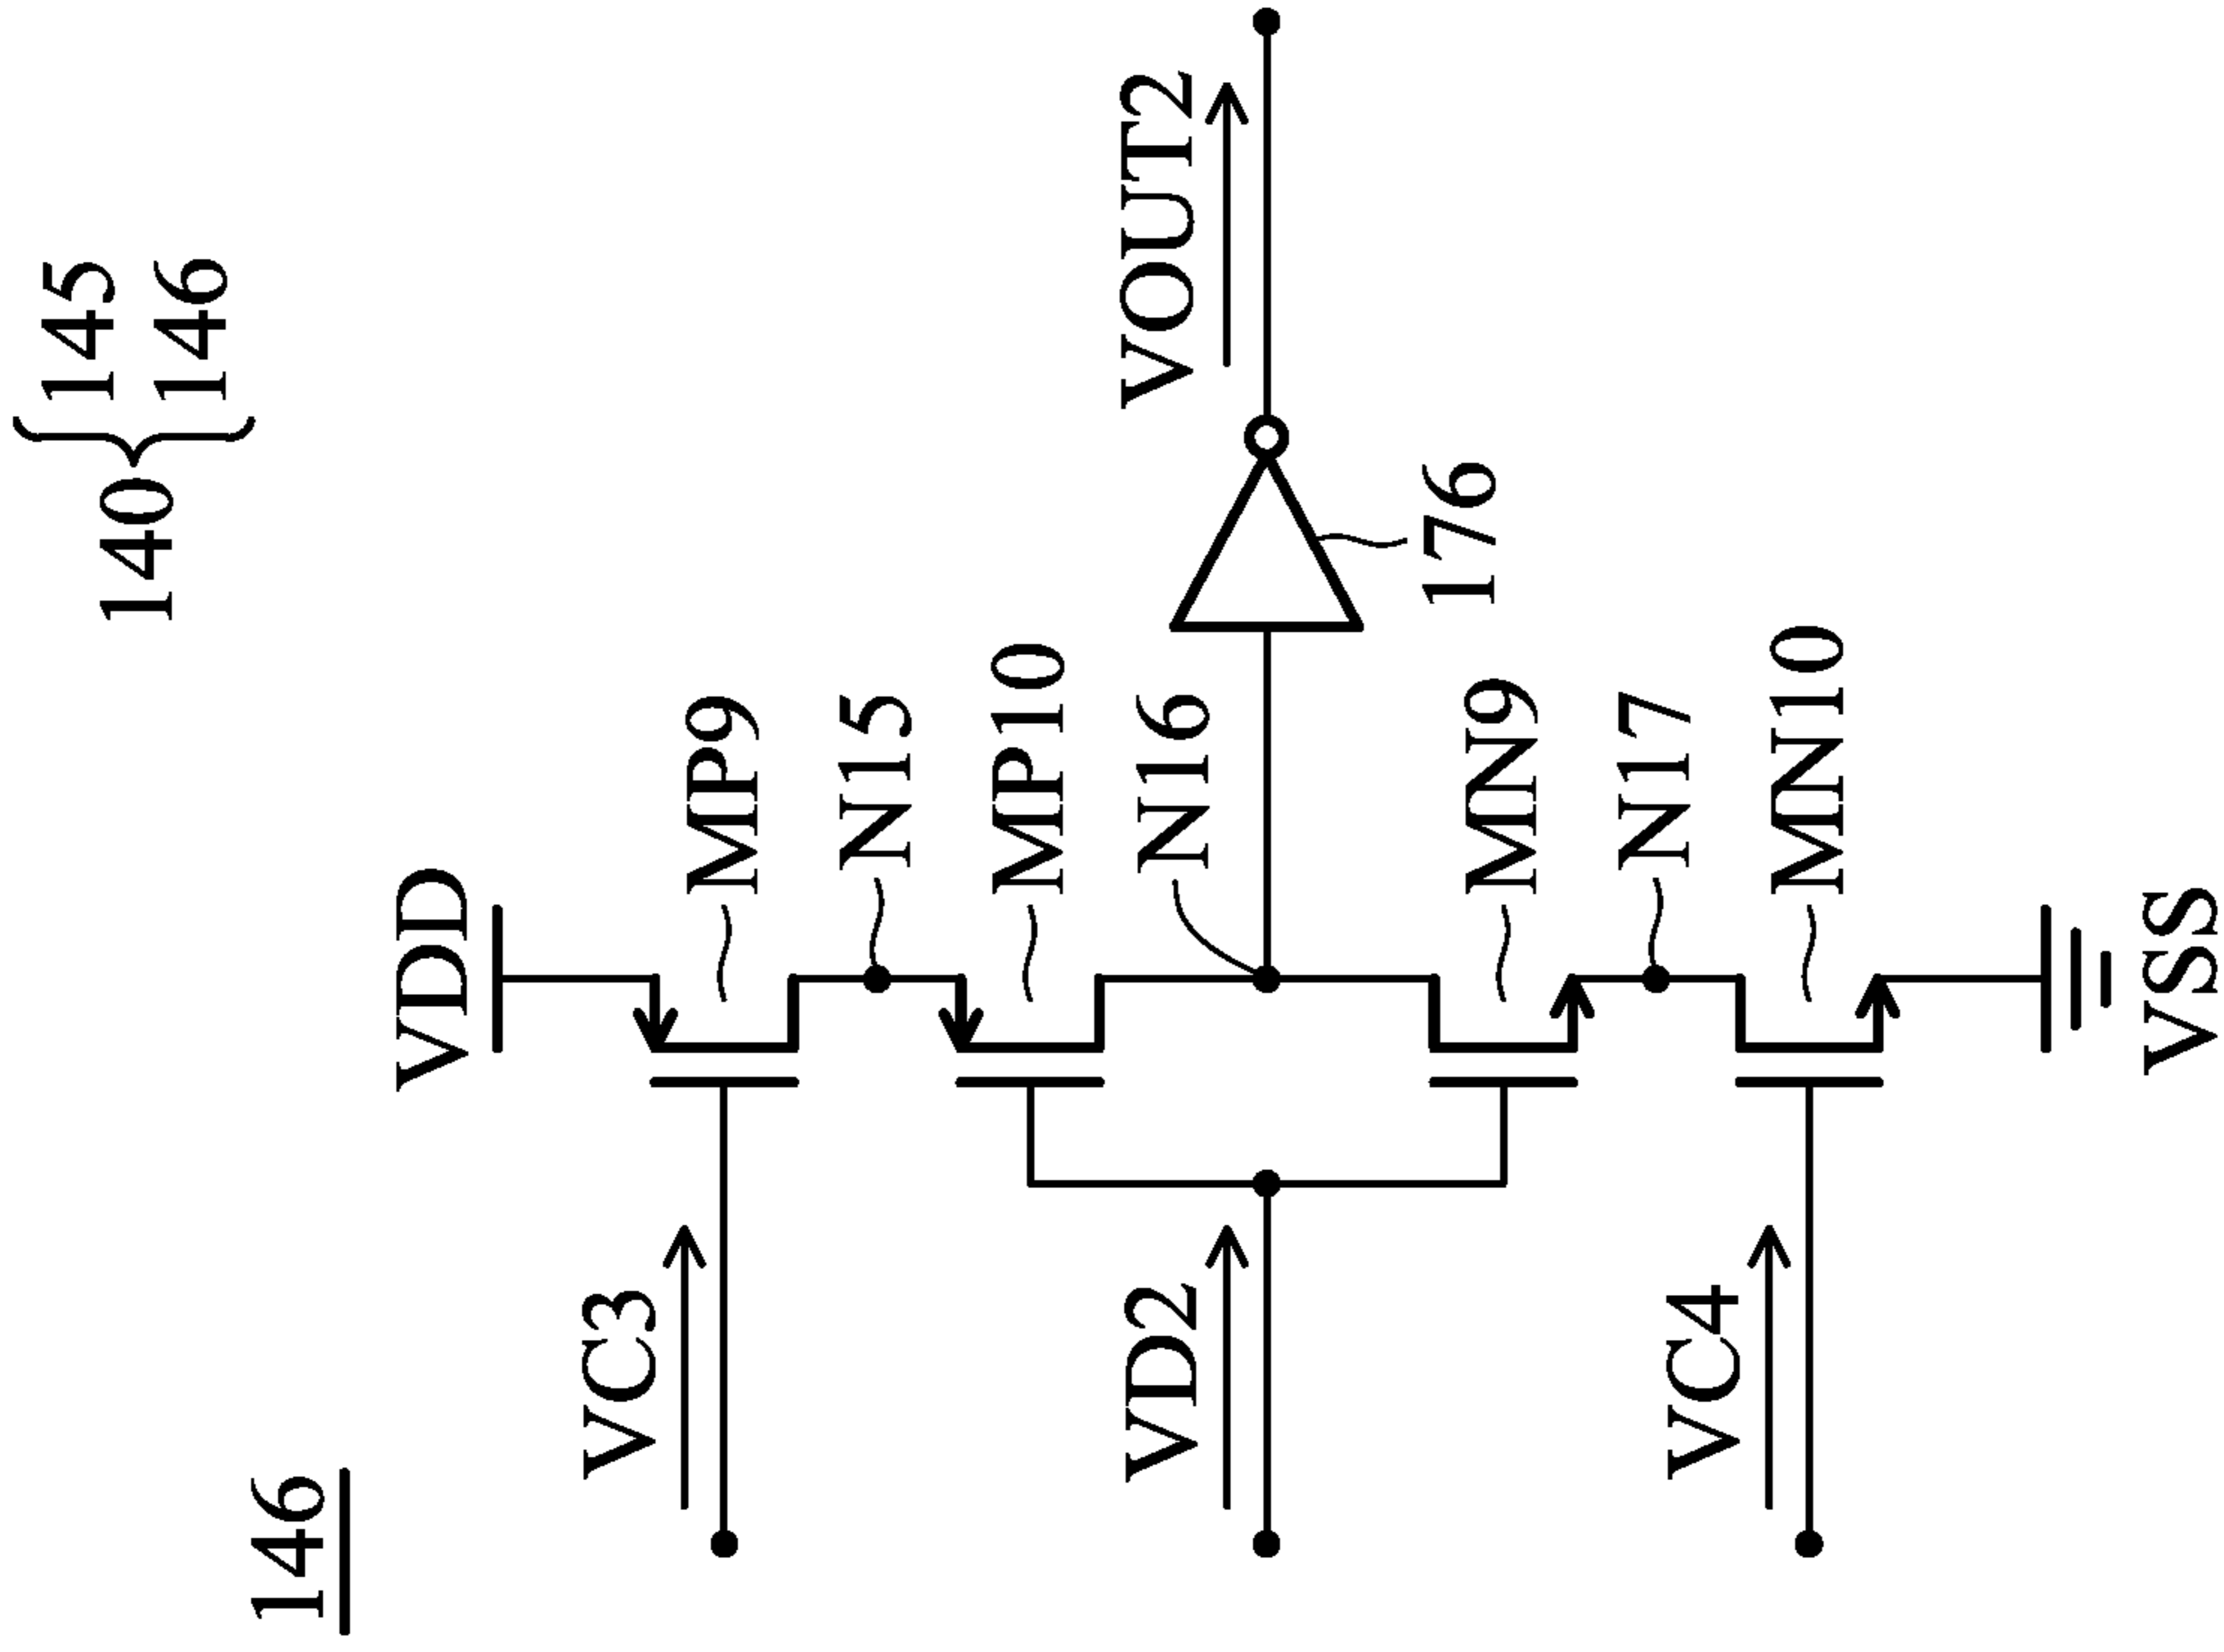 146
140 { 145
146
VDD
VC3
MP9
N15
MP10
VD2
N16
VOUT2
176
MN9
N17
VC4
MN10
VSS